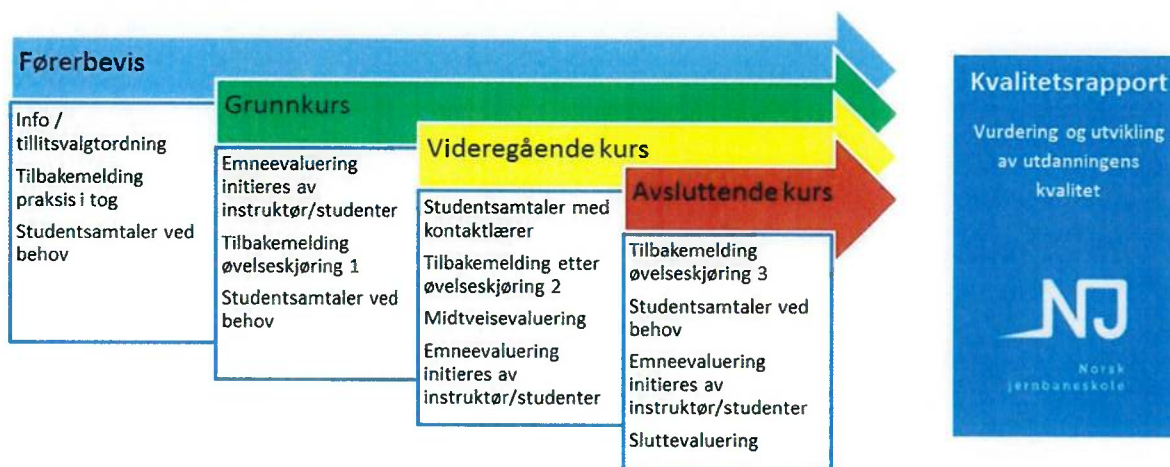 Førerbevis
Info /
tillitsvalgtordning
Tilbakemelding
praksis i tog
Studentsamtaler ved
behov
Grunnkurs
Emneevaluering
initieres av
instruktør/studenter
Tilbakemelding
øvelseskjøring 1
Studentsamtaler ved
behov
Videregående kurs
Studentsamtaler med
kontaktlærer
Tilbakemelding etter
øvelseskjøring 2
Midtveisevaluering
Emneevaluering
initieres av
instruktør/studenter
Avsluttende kurs
Tilbakemelding
øvelseskjøring 3
Studentsamtaler ved
behov
Emneevaluering
initieres av
instruktør/studenter
Sluttevaluering
Kvalitetsrapport
Vurdering og utvikling
av utdanningens
kvalitet
NJ
Norsk
jernbaneskole